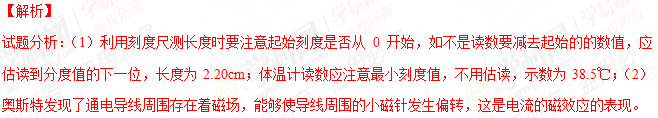 【解析】
试题分析：（1）利用刻度尺测长度时要注意起始刻度是否从 0 开始，如不是读数要减去起始的的数值，应
估读到分度值的下一位，长度为 2.20cm；体温计读数应注意最小刻度值，不用估读，示数为 38.5℃；（2）
奥斯特发现了通电导线周围存在着磁场，能够使导线周围的小磁针发生偏转，这是电流的磁效应的表现。